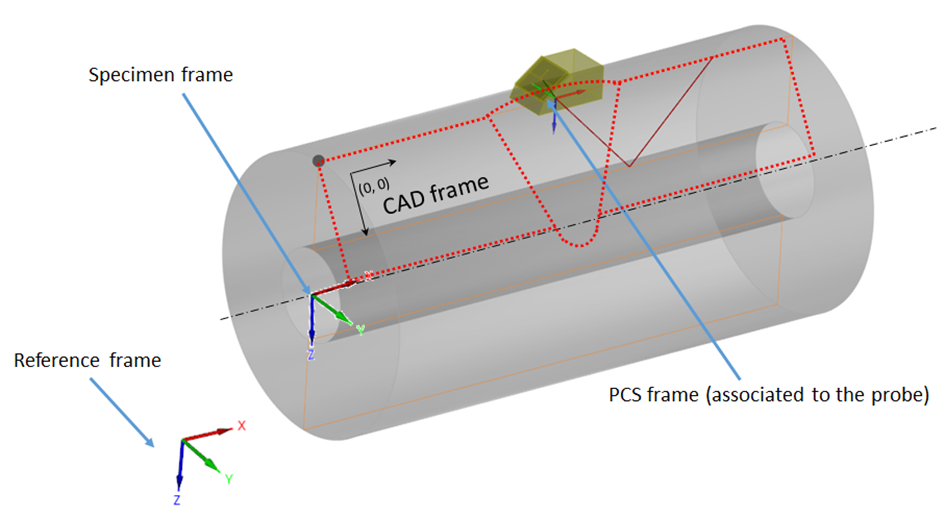 Specimen frame
(0, 0)
CAD frame
X
Y
Z
Reference frame
PCS frame (associated to the probe)
X
Y
Z